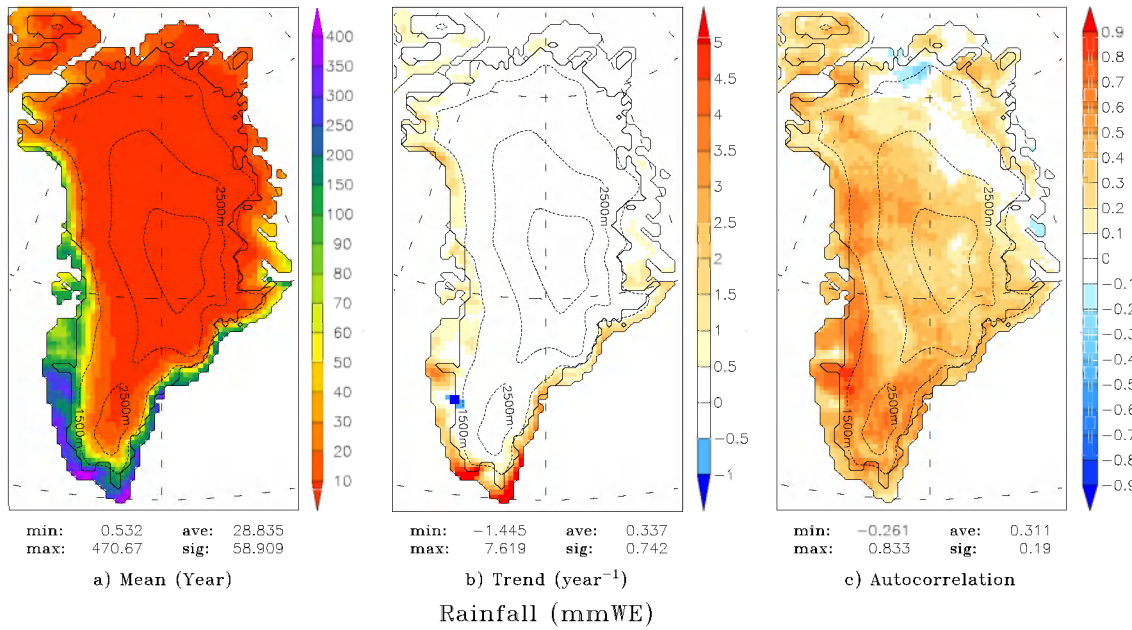 400
350
300
250
200
150
100
90
80
70
60
50
40
30
20
10
2500m
2500m
1500m
min: 0.532 ave: 28.835
max: 470.67 sig: 58.909
a) Mean (Year)
5
4.5
4
3.5
3
2.5
2
1.5
1
0.5
0
−0.5
−1
2500m
2500m
1500m
min: −1.445 ave: 0.337
max: 7.619 sig: 0.742
b) Trend (year⁻¹)
0.9
0.8
0.7
0.6
0.5
0.4
0.3
0.2
0.1
0
−0.1
−0.2
−0.3
−0.4
−0.5
−0.6
−0.7
−0.8
−0.9
2500m
2500m
1500m
min: −0.261 ave: 0.311
max: 0.833 sig: 0.19
c) Autocorrelation
Rainfall (mmWE)